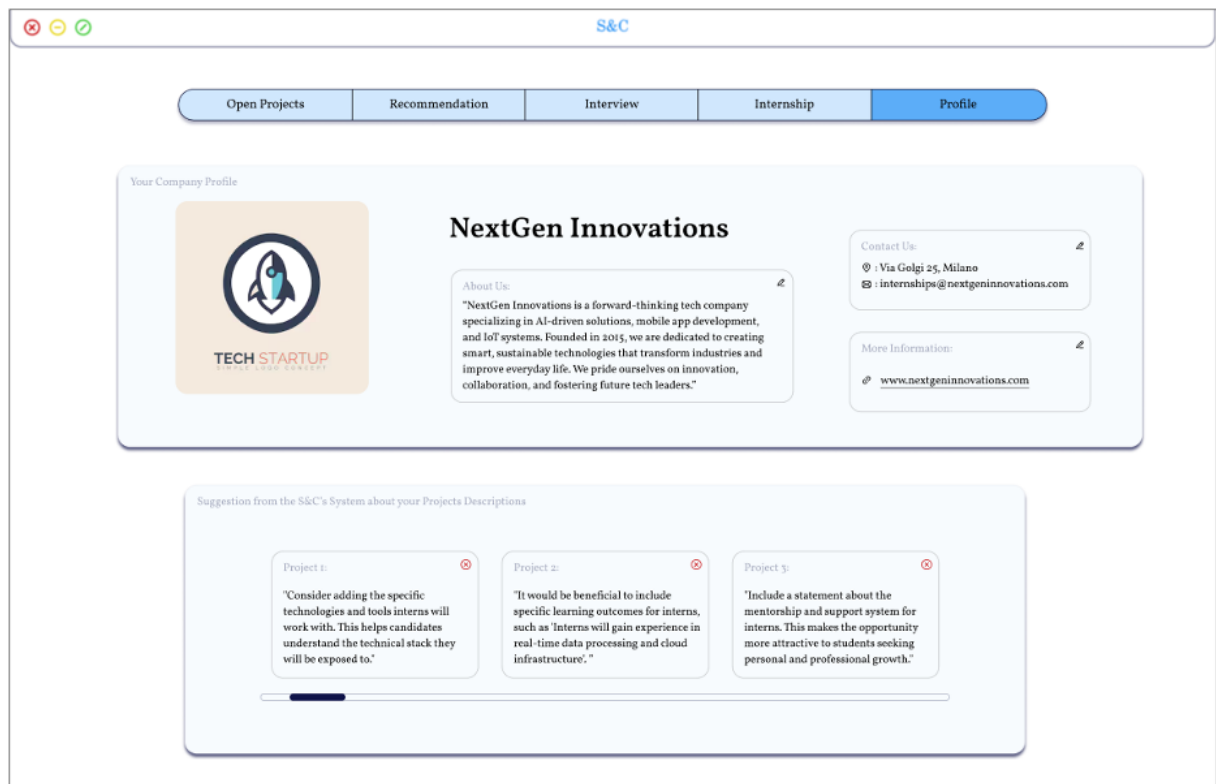 S&C
Open Projects
Recommendation
Interview
Internship
Profile
Your Company Profile
TECH STARTUP
SIMPLE LOGO CONCEPT
NextGen Innovations
About Us:
"NextGen Innovations is a forward-thinking tech company
specializing in AI-driven solutions, mobile app development,
and IoT systems. Founded in 2015, we are dedicated to creating
smart, sustainable technologies that transform industries and
improve everyday life. We pride ourselves on innovation,
collaboration, and fostering future tech leaders."
Contact Us:
: Via Golgi 25, Milano
: internships@nextgeninnovations.com
More Information:
www.nextgeninnovations.com
Suggestion from the S&C's System about your Projects Descriptions
Project 1:
"Consider adding the specific
technologies and tools interns will
work with. This helps candidates
understand the technical stack they
will be exposed to."
Project 2:
"It would be beneficial to include
specific learning outcomes for interns,
such as 'Interns will gain experience in
real-time data processing and cloud
infrastructure'. "
Project 3:
"Include a statement about the
mentorship and support system for
interns. This makes the opportunity
more attractive to students seeking
personal and professional growth."